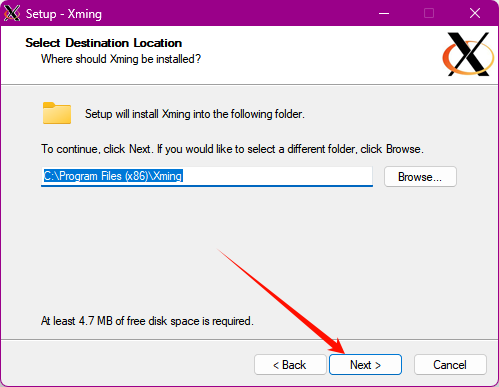 Setup - Xming
Select Destination Location
Where should Xming be installed?
Setup will install Xming into the following folder.
To continue, click Next. If you would like to select a different folder, click Browse.
C:\Program Files (x86)\Xming
Browse...
At least 4.7 MB of free disk space is required.
< Back
Next >
Cancel